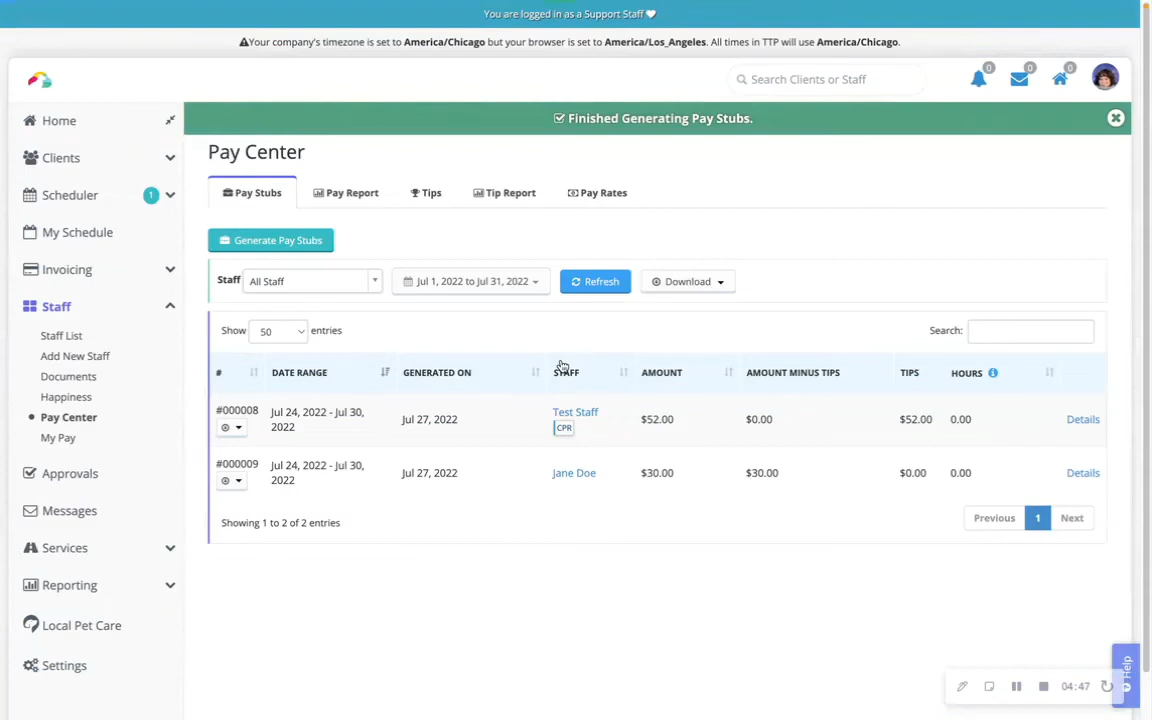 You are logged in as a Support Staff
Your company's timezone is set to America/Chicago but your browser is set to America/Los_Angeles. All times in TTP will use America/Chicago.
Search Clients or Staff
0
0
0
Home
Clients
Scheduler
1
My Schedule
Invoicing
Staff
Staff List
Add New Staff
Documents
Happiness
Pay Center
My Pay
Approvals
Messages
Services
Reporting
Local Pet Care
Settings
Finished Generating Pay Stubs.
Pay Center
Pay Stubs
Pay Report
Tips
Tip Report
Pay Rates
Generate Pay Stubs
Staff
All Staff
Jul 1, 2022 to Jul 31, 2022
Refresh
Download
Show 50 entries
Search:
# DATE RANGE GENERATED ON STAFF AMOUNT AMOUNT MINUS TIPS TIPS HOURS
#000008 Jul 24, 2022 - Jul 30, 2022 Jul 27, 2022 Test Staff $52.00 $0.00 $52.00 0.00 Details
CPR
#000009 Jul 24, 2022 - Jul 30, 2022 Jul 27, 2022 Jane Doe $30.00 $30.00 $0.00 0.00 Details
Showing 1 to 2 of 2 entries
Previous 1 Next
Help
04:47